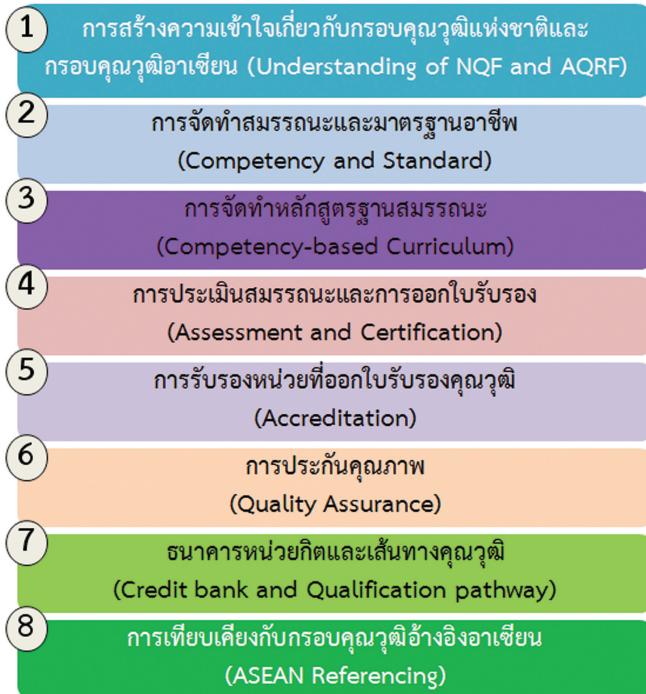 1
การสร้างความเข้าใจเกี่ยวกับกรอบคุณวุฒิแห่งชาติและ
กรอบคุณวุฒิอาเซียน (Understanding of NQF and AQRF)
2
การจัดทำสมรรถนะและมาตรฐานอาชีพ
(Competency and Standard)
3
การจัดทำหลักสูตรฐานสมรรถนะ
(Competency-based Curriculum)
4
การประเมินสมรรถนะและการออกใบรับรอง
(Assessment and Certification)
5
การรับรองหน่วยที่ออกใบรับรองคุณวุฒิ
(Accreditation)
6
การประกันคุณภาพ
(Quality Assurance)
7
ธนาคารหน่วยกิตและเส้นทางคุณวุฒิ
(Credit bank and Qualification pathway)
8
การเทียบเคียงกับกรอบคุณวุฒิอ้างอิงอาเซียน
(ASEAN Referencing)